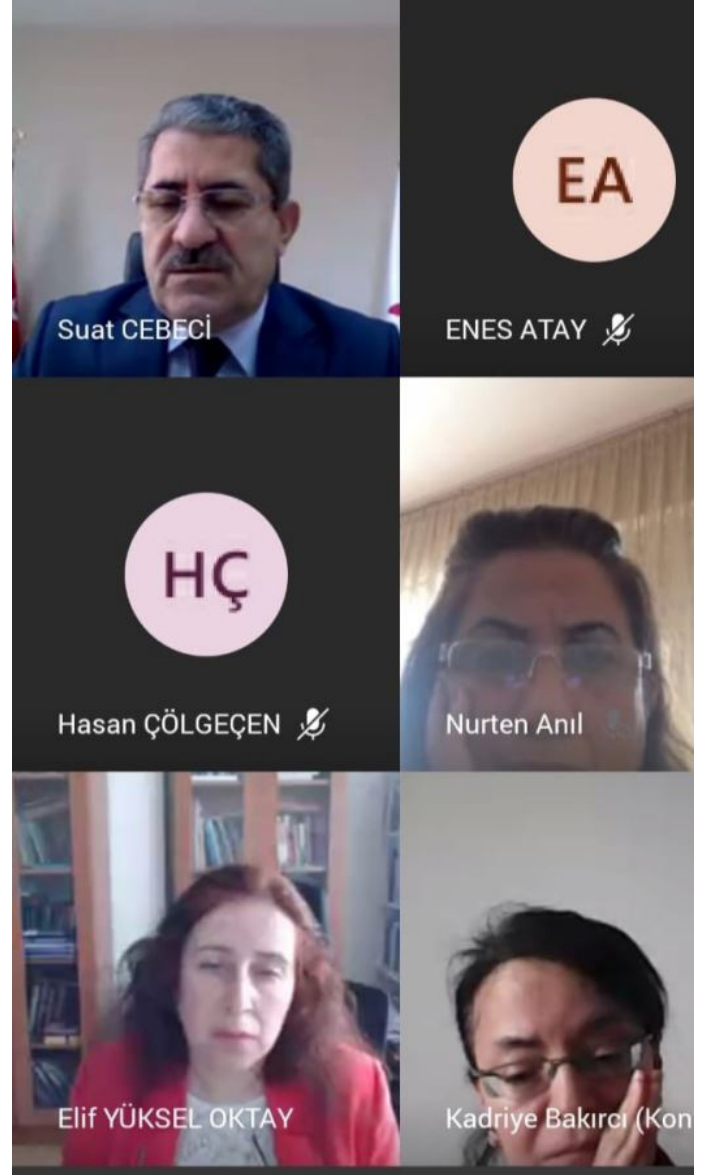 Suat CEBECİ
EA
ENES ATAY
HÇ
Hasan ÇÖLGEÇEN
Nurten Anıl
Elif YÜKSEL OKTAY
Kadriye Bakırcı (Kon